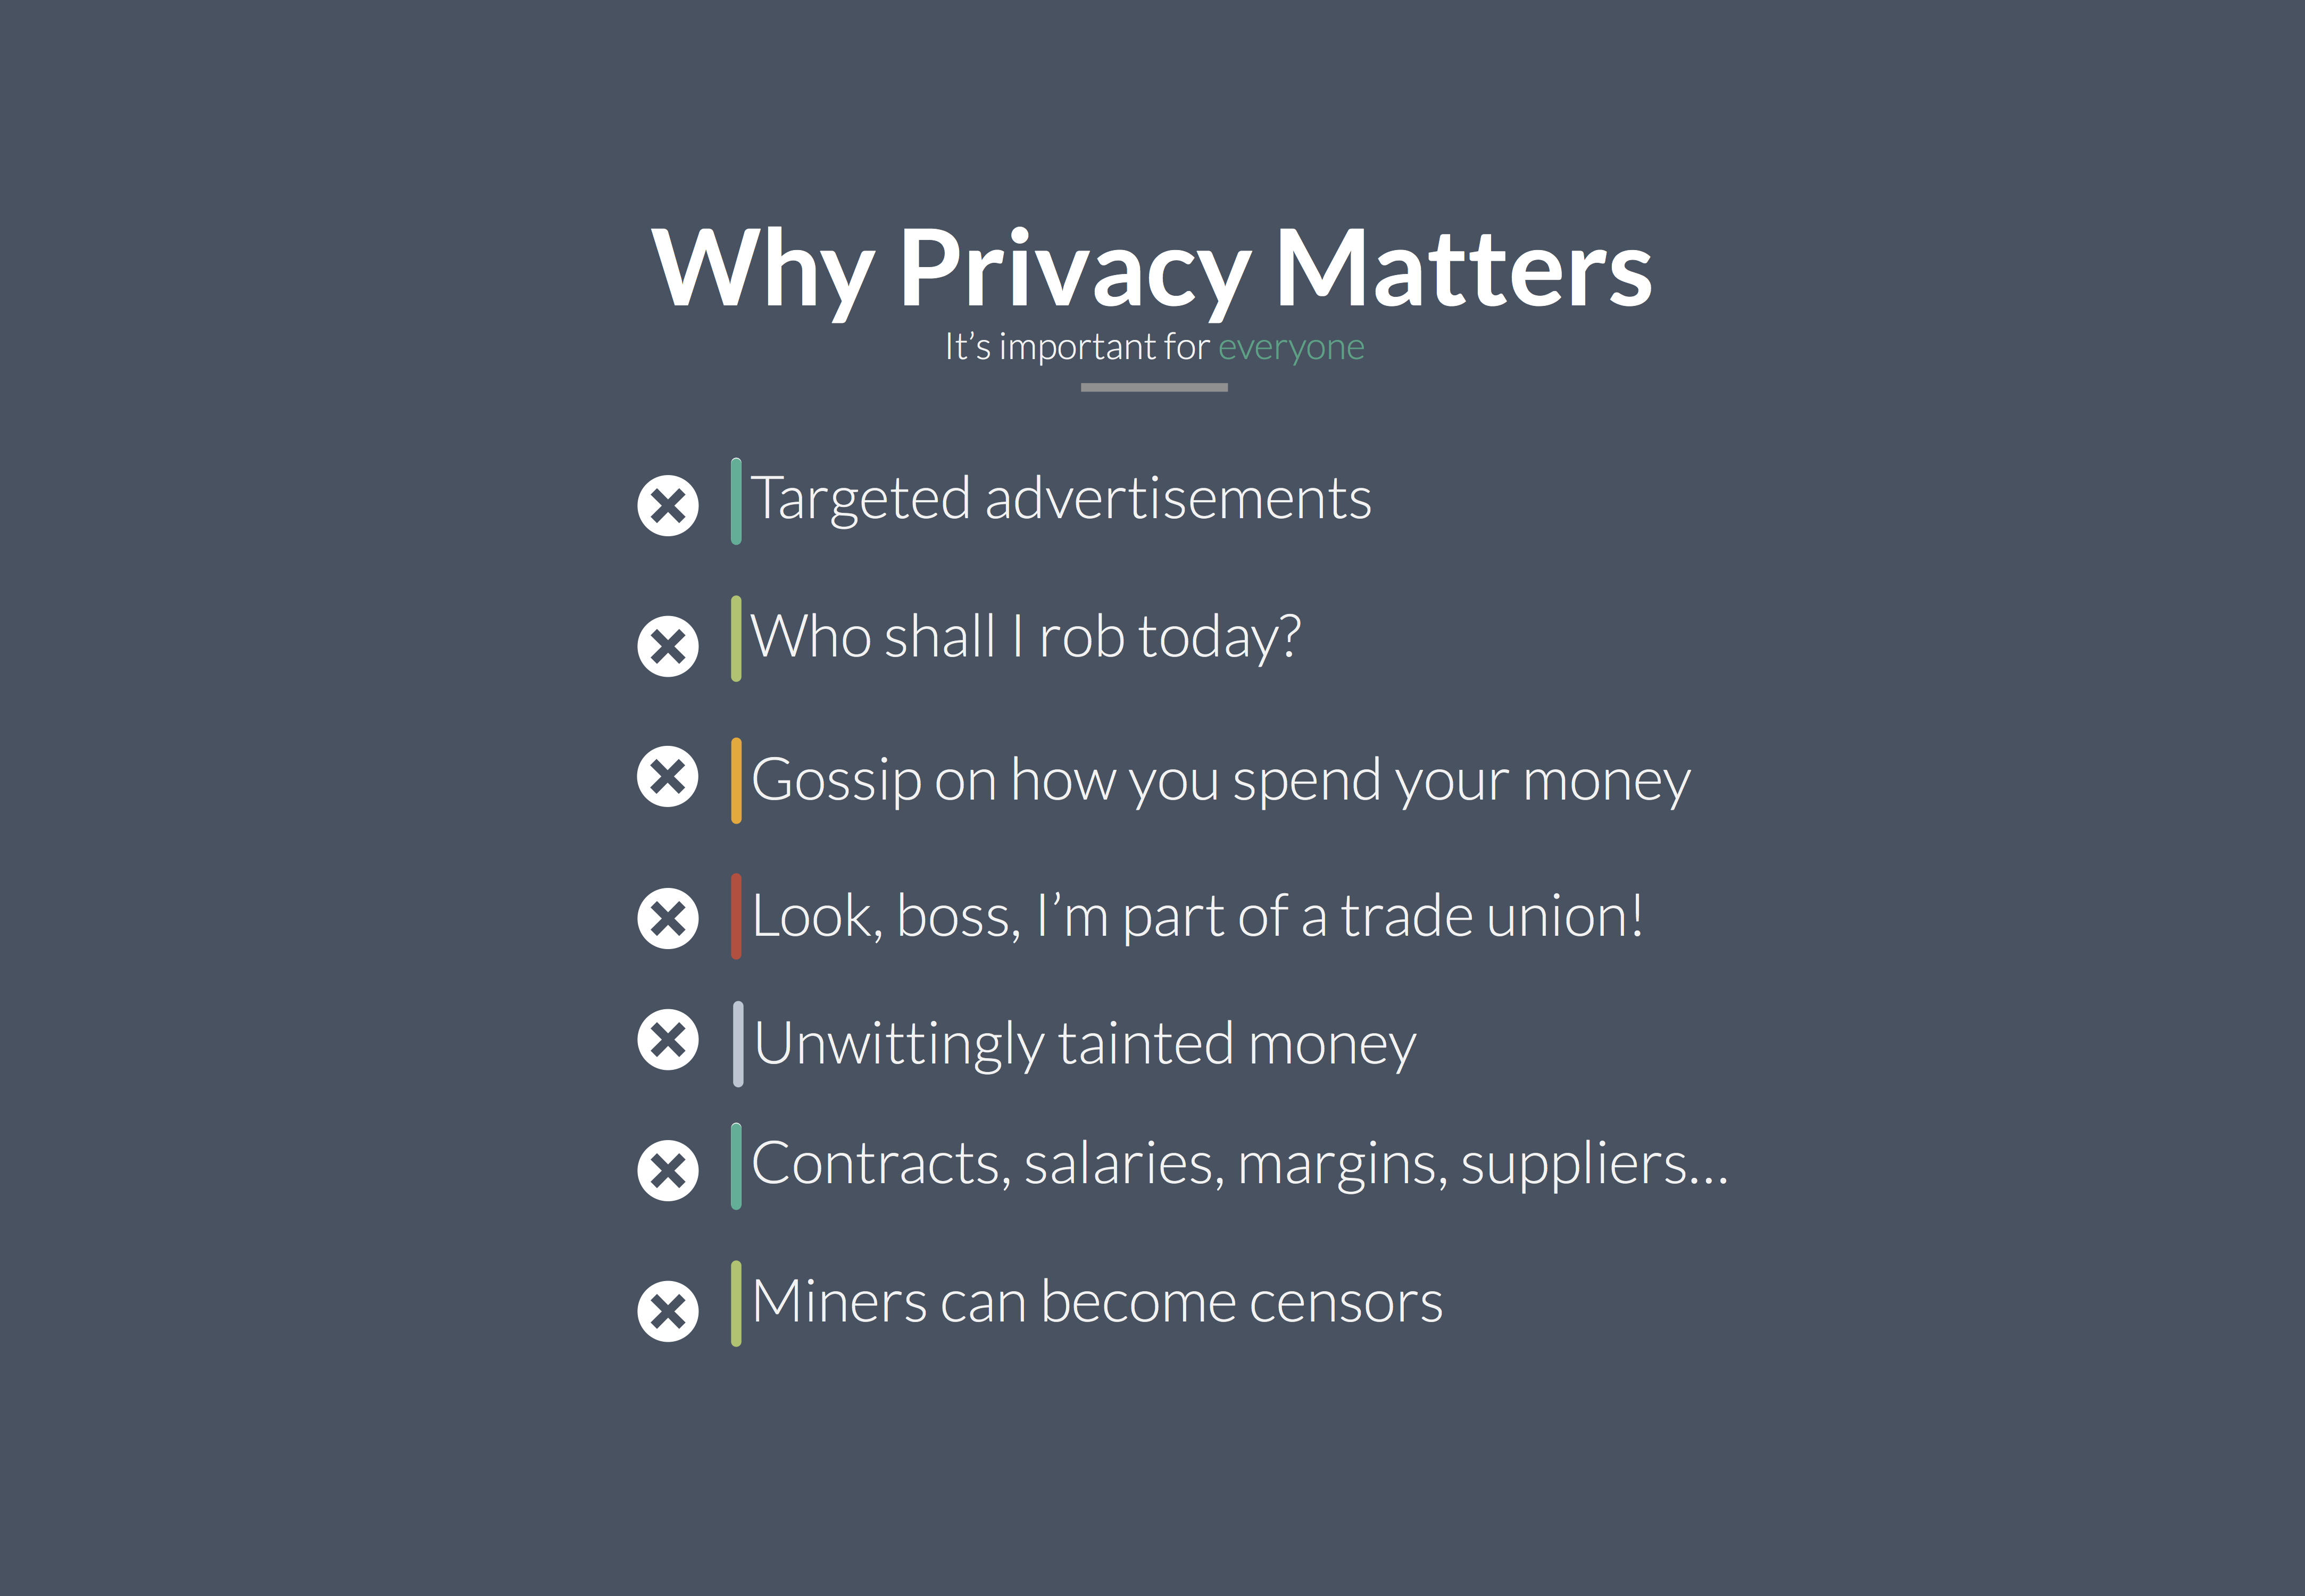 Why Privacy Matters
It’s important for everyone
Targeted advertisements
Who shall I rob today?
Gossip on how you spend your money
Look, boss, I’m part of a trade union!
Unwittingly tainted money
Contracts, salaries, margins, suppliers...
Miners can become censors